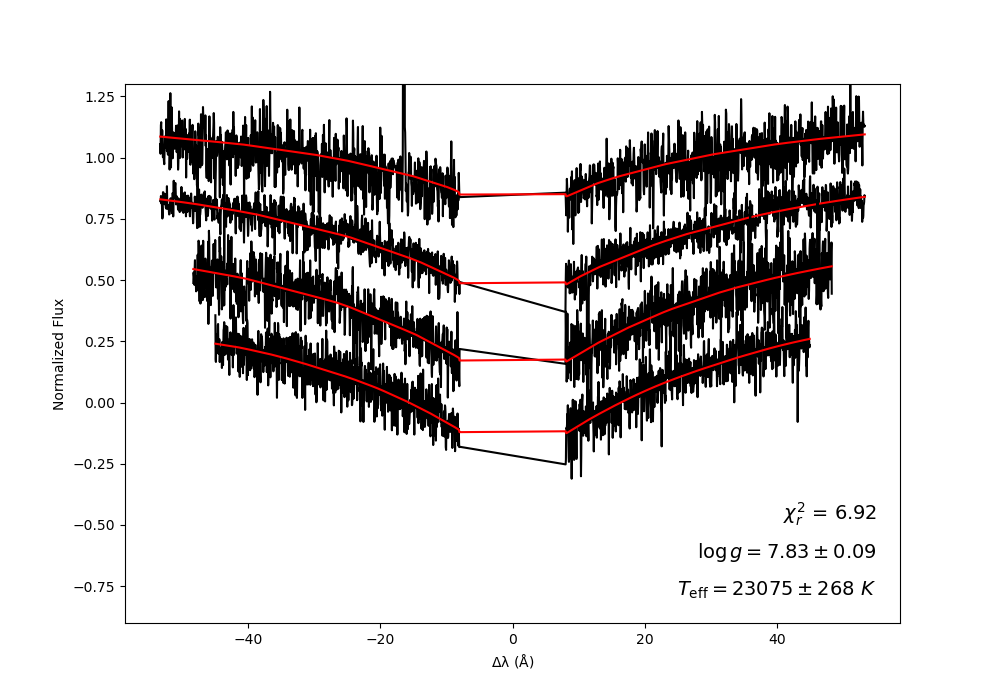 1.25
1.00
0.75
0.50
0.25
0.00
−0.25
−0.50
−0.75
Normalized Flux
χ²ᵣ = 6.92
log g = 7.83 ± 0.09
T_eff = 23075 ± 268 K
−40 −20 0 20 40
Δλ (Å)